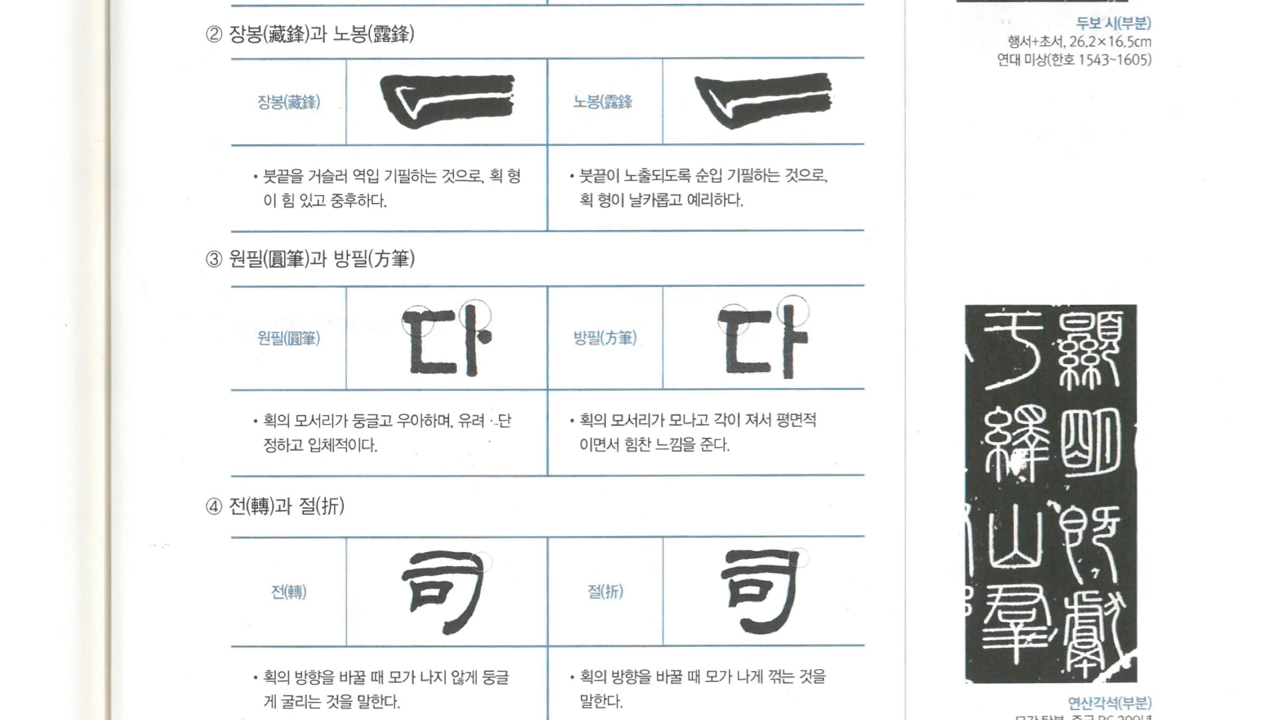 ② 장봉(藏鋒)과 노봉(露鋒)
장봉(藏鋒)
노봉(露鋒
• 붓끝을 거슬러 역입 기필하는 것으로, 획 형
이 힘 있고 중후하다.
• 붓끝이 노출되도록 순입 기필하는 것으로,
획 형이 날카롭고 예리하다.
③ 원필(圓筆)과 방필(方筆)
원필(圓筆)
다
방필(方筆)
다
• 획의 모서리가 둥글고 우아하며, 유려·단
정하고 입체적이다.
• 획의 모서리가 모나고 각이 져서 평면적
이면서 힘찬 느낌을 준다.
④ 전(轉)과 절(折)
전(轉)
司
절(折)
司
• 획의 방향을 바꿀 때 모가 나지 않게 둥글
게 굴리는 것을 말한다.
• 획의 방향을 바꿀 때 모가 나게 꺾는 것을
말한다.
두보 시(부분)
행서+초서, 26.2×16.5cm
연대 미상(한호 1543~1605)
顯明旣獻
于繹山羣
연산각석(부분)